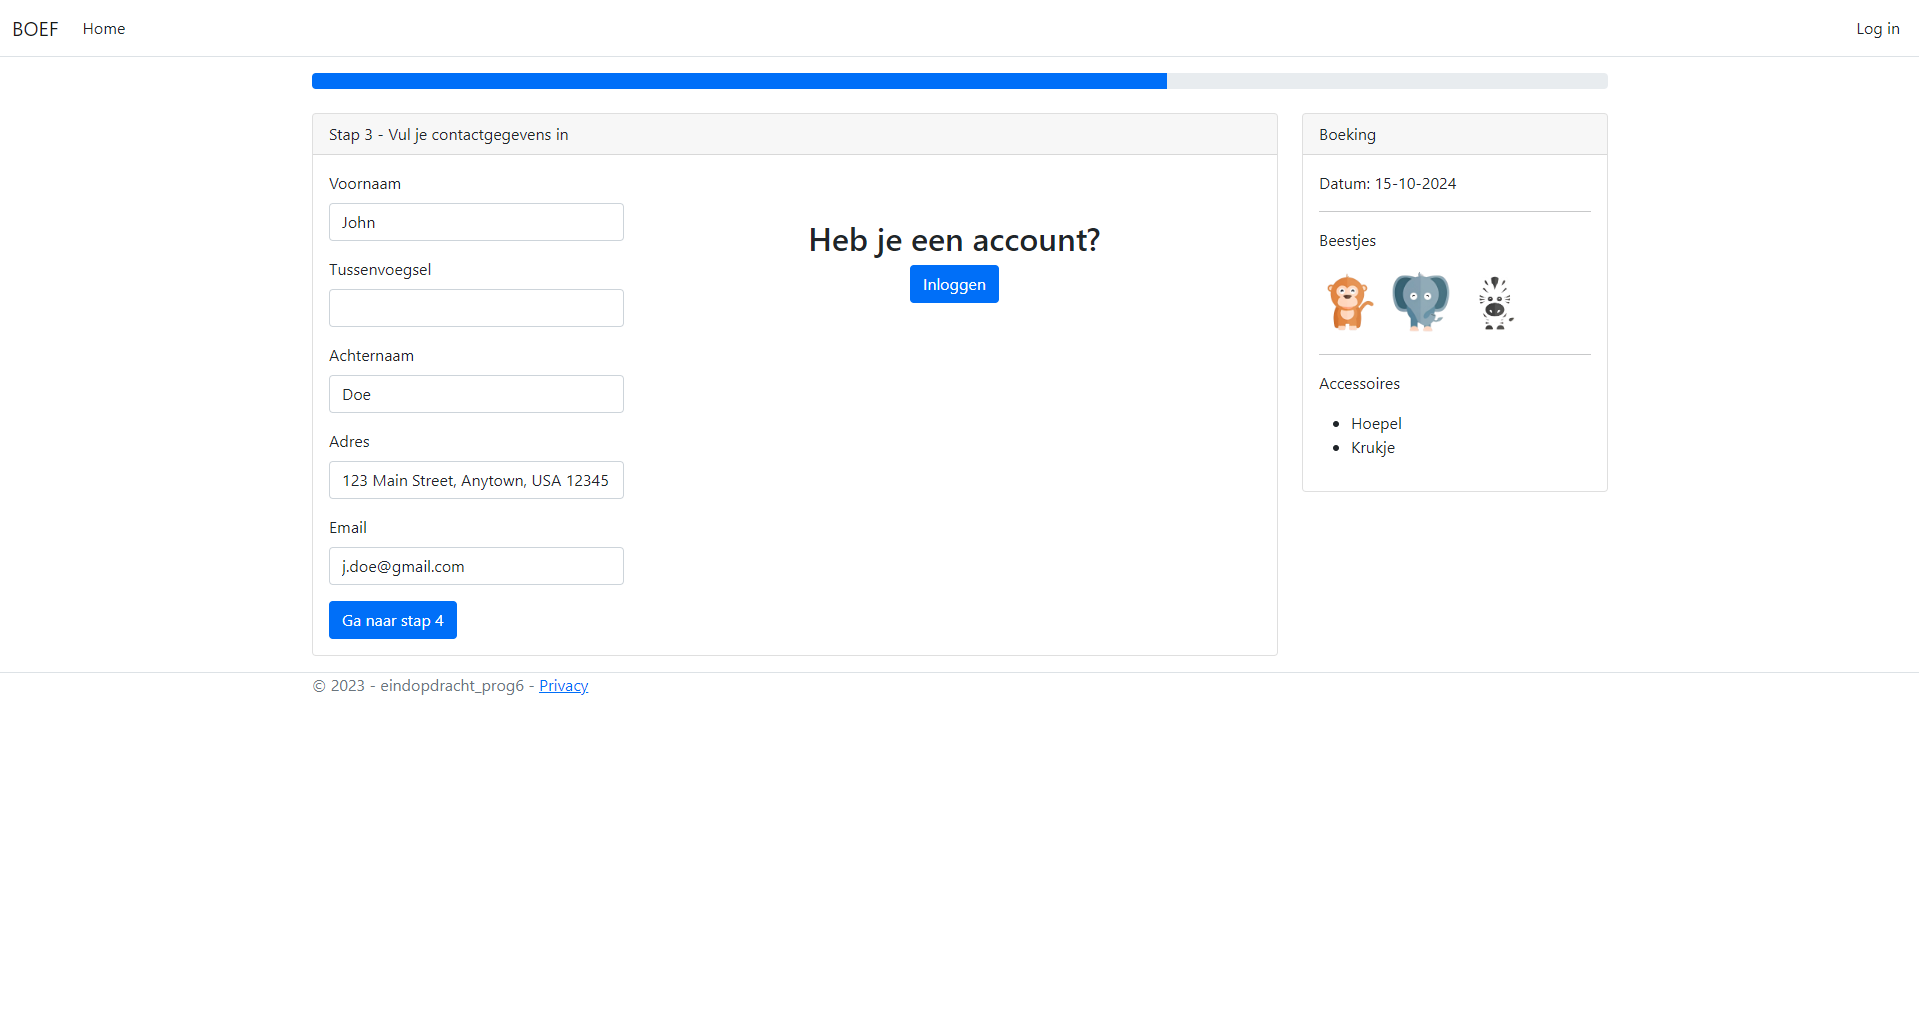 BOEF Home Log in
Stap 3 - Vul je contactgegevens in
Voornaam
John
Tussenvoegsel
Achternaam
Doe
Adres
123 Main Street, Anytown, USA 12345
Email
j.doe@gmail.com
Ga naar stap 4
Heb je een account?
Inloggen
Boeking
Datum: 15-10-2024
Beestjes
Accessoires
Hoepel
Krukje
© 2023 - eindopdracht_prog6 - Privacy